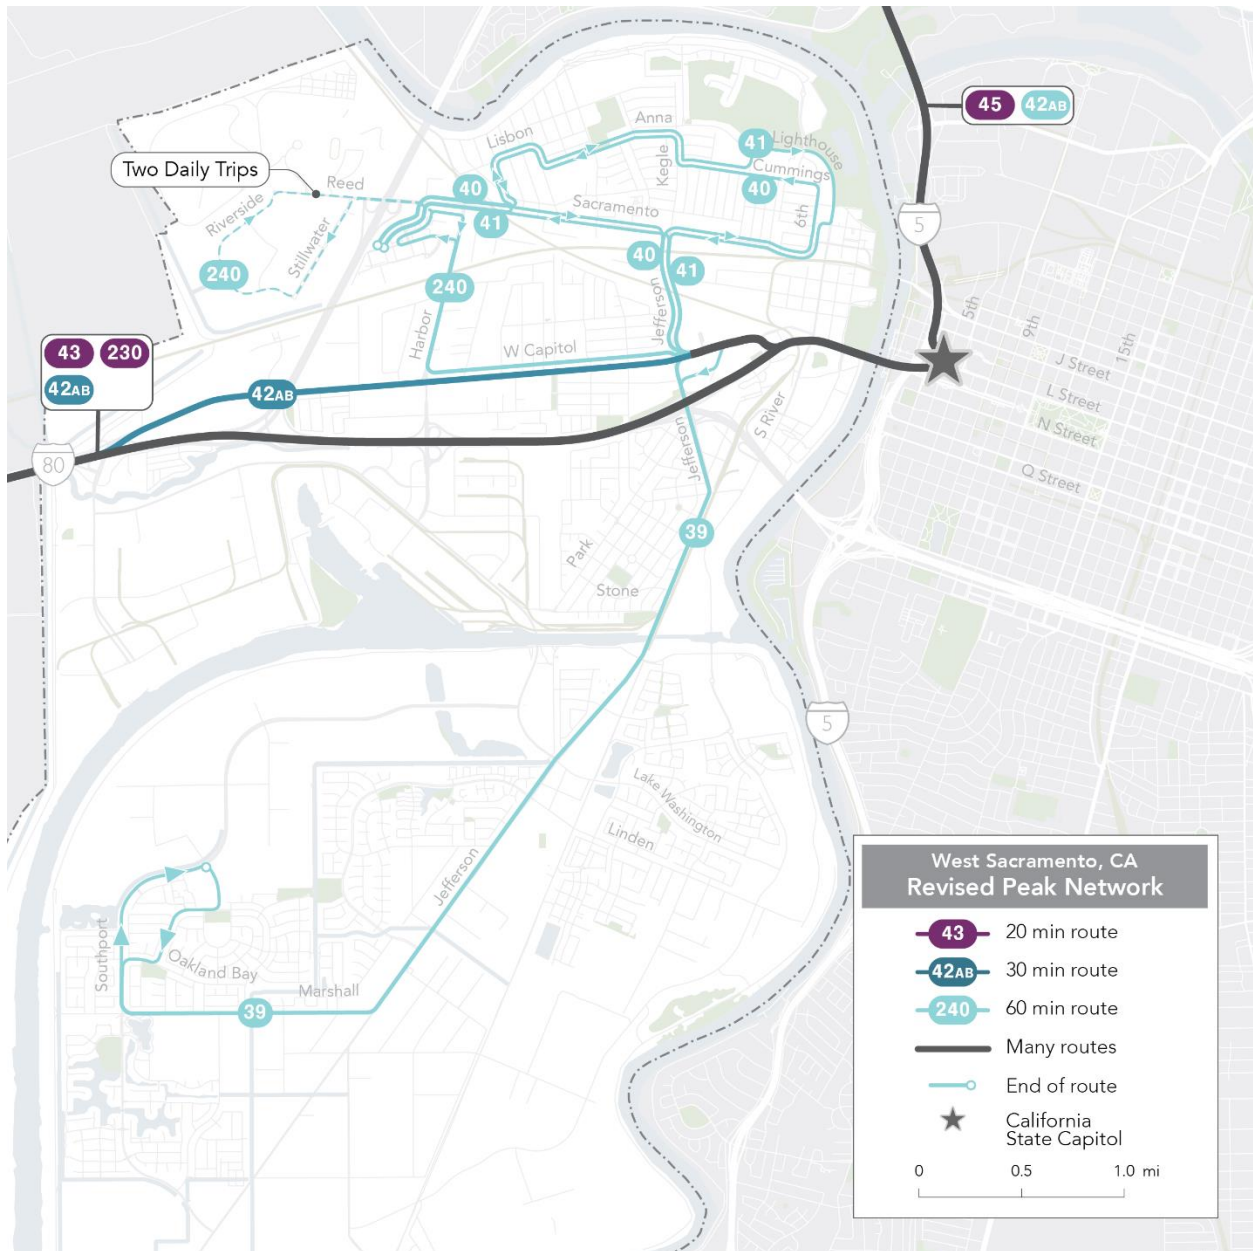 45 42AB
Anna
Lisbon
Lighthouse
41
Cummings
Kegle
40
Two Daily Trips
Reed
40
Sacramento
Riverside
41
6th
Stillwater
40
41
5
240
240
Jefferson
5th
9th
15th
Harbor
W Capitol
J Street
43 230
42AB
42AB
L Street
S River
N Street
Jefferson
80
Q Street
39
Park
Stone
5
Lake Washington
Linden
Jefferson
Southport
Oakland Bay
Marshall
39
West Sacramento, CA
Revised Peak Network
43 20 min route
42AB 30 min route
240 60 min route
Many routes
End of route
California
State Capitol
0 0.5 1.0 mi